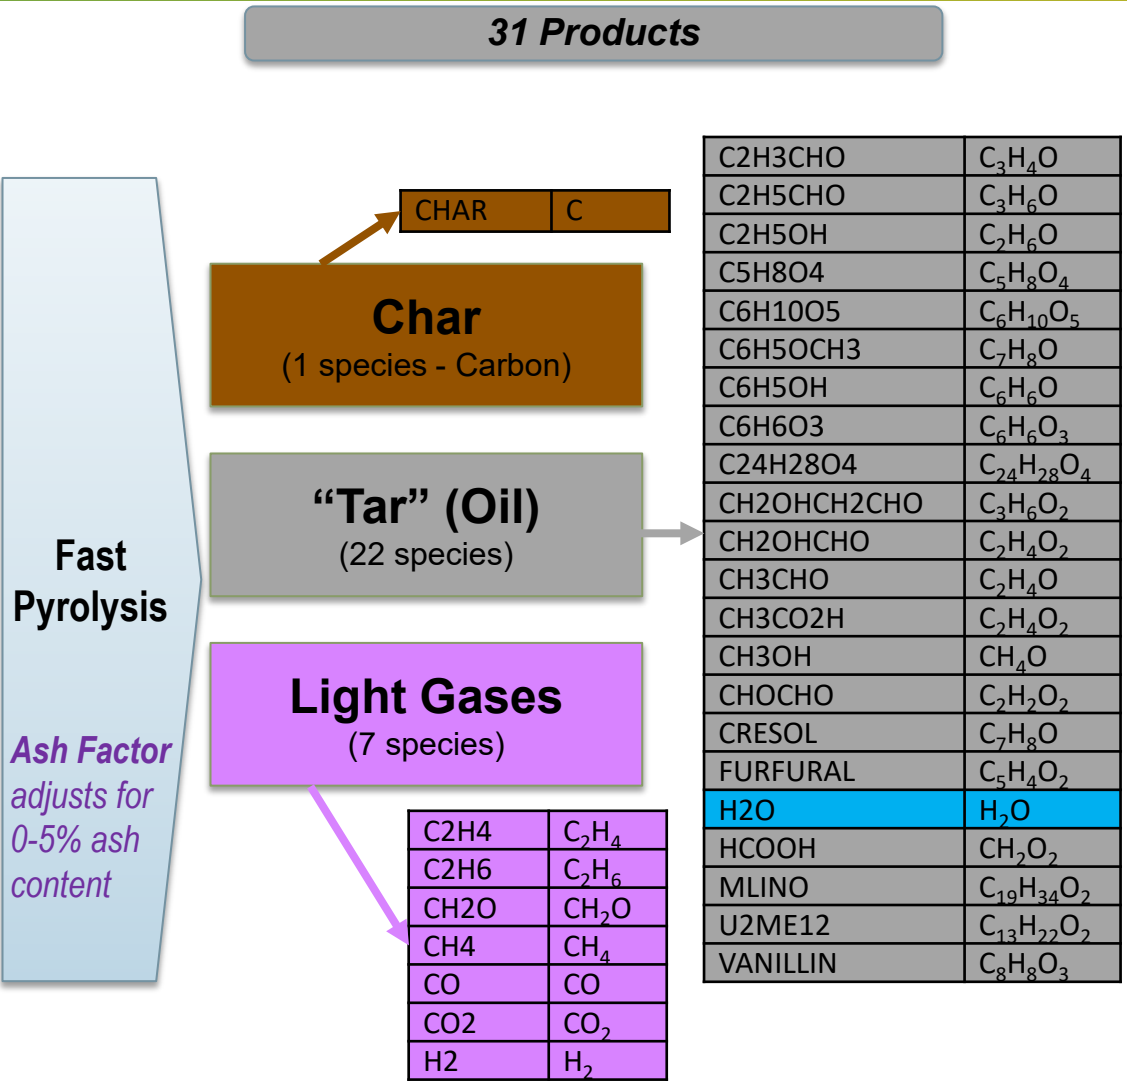 31 Products
Fast
Pyrolysis
Ash Factor
adjusts for
0-5% ash
content
CHAR C
Char
(1 species - Carbon)
“Tar” (Oil)
(22 species)
Light Gases
(7 species)
C2H4 C₂H₄
C2H6 C₂H₆
CH2O CH₂O
CH4 CH₄
CO CO
CO2 CO₂
H2 H₂
C2H3CHO C₃H₄O
C2H5CHO C₃H₆O
C2H5OH C₂H₆O
C5H8O4 C₅H₈O₄
C6H10O5 C₆H₁₀O₅
C6H5OCH3 C₇H₈O
C6H5OH C₆H₆O
C6H6O3 C₆H₆O₃
C24H28O4 C₂₄H₂₈O₄
CH2OHCH2CHO C₃H₆O₂
CH2OHCHO C₂H₄O₂
CH3CHO C₂H₄O
CH3CO2H C₂H₄O₂
CH3OH CH₄O
CHOCHO C₂H₂O₂
CRESOL C₇H₈O
FURFURAL C₅H₄O₂
H2O H₂O
HCOOH CH₂O₂
MLINO C₁₉H₃₄O₂
U2ME12 C₁₃H₂₂O₂
VANILLIN C₈H₈O₃